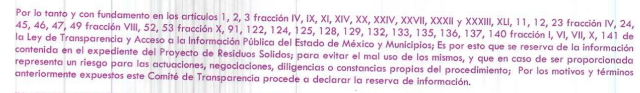 Por lo tanto y con fundamento en los artículos 1, 2, 3 fracción IV, IX, XI, XIV, XX, XXIV, XXVII, XXXII y XXXIII, XLI, 11, 12, 23 fracción IV, 24,
45, 46, 47, 49 fracción VIII, 52, 53 fracción X, 91, 122, 124, 125, 128, 129, 132, 133, 135, 136, 137, 140 fracción I, VI, VII, X, 141 de
la Ley de Transparencia y Acceso a la Información Pública del Estado de México y Municipios; Es por esto que se reserva de la información
contenida en el expediente del Proyecto de Residuos Solidos; para evitar el mal uso de los mismos, y que en caso de ser proporcionada
representa un riesgo para las actuaciones, negociaciones, diligencias o constancias propias del procedimiento; Por los motivos y términos
anteriormente expuestos este Comité de Transparencia procede a declarar la reserva de información.